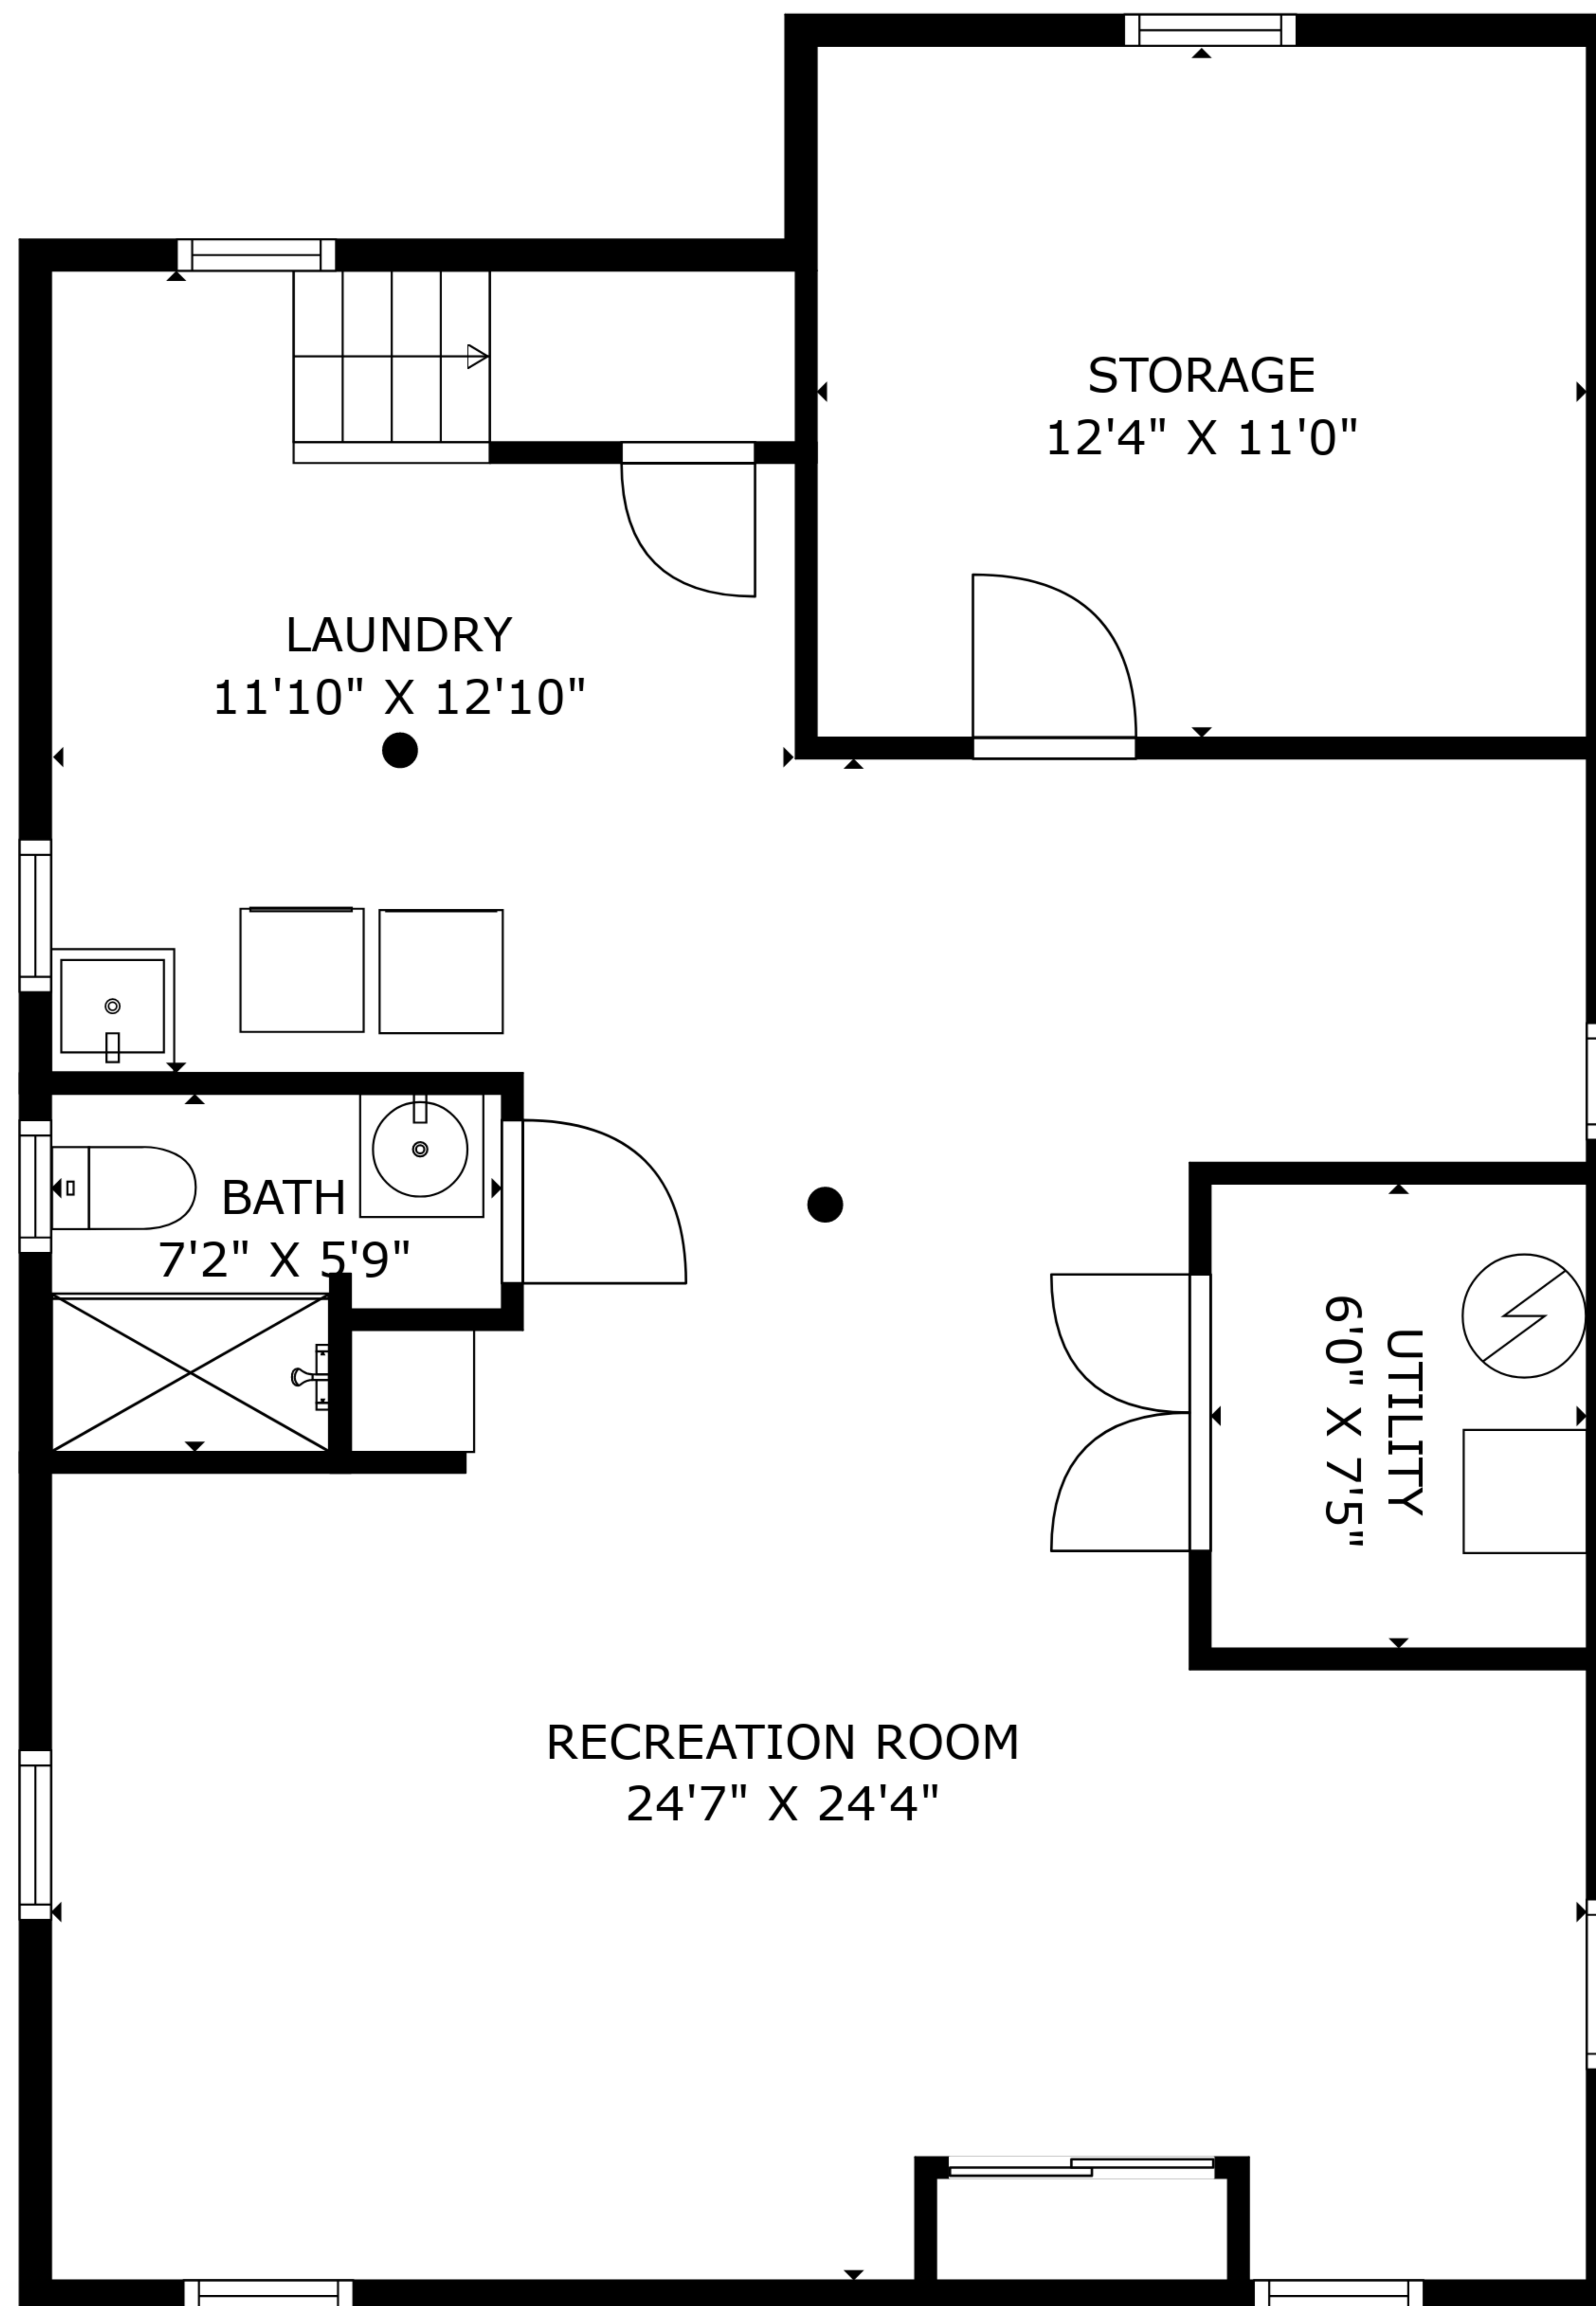 STORAGE
12'4" X 11'0"
LAUNDRY
11'10" X 12'10"
BATH
7'2" X 5'9"
UTILITY
6'0" X 7'5"
RECREATION ROOM
24'7" X 24'4"